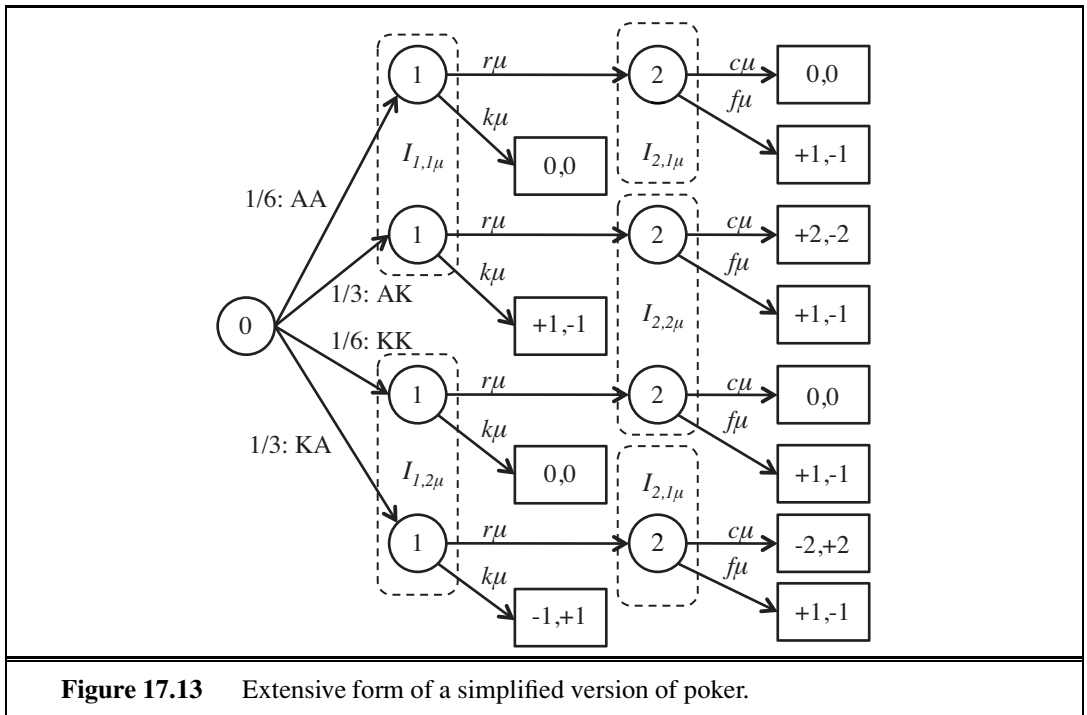 1
rμ
2
cμ
0,0
kμ
fμ
I1,1μ
0,0
I2,1μ
+1,-1
1/6: AA
1
rμ
2
cμ
+2,-2
kμ
fμ
1/3: AK
I2,2μ
0
+1,-1
+1,-1
1/6: KK
1
rμ
2
cμ
0,0
kμ
fμ
1/3: KA
I1,2μ
0,0
I2,1μ
+1,-1
1
rμ
2
cμ
-2,+2
kμ
fμ
-1,+1
+1,-1
Figure 17.13 Extensive form of a simplified version of poker.